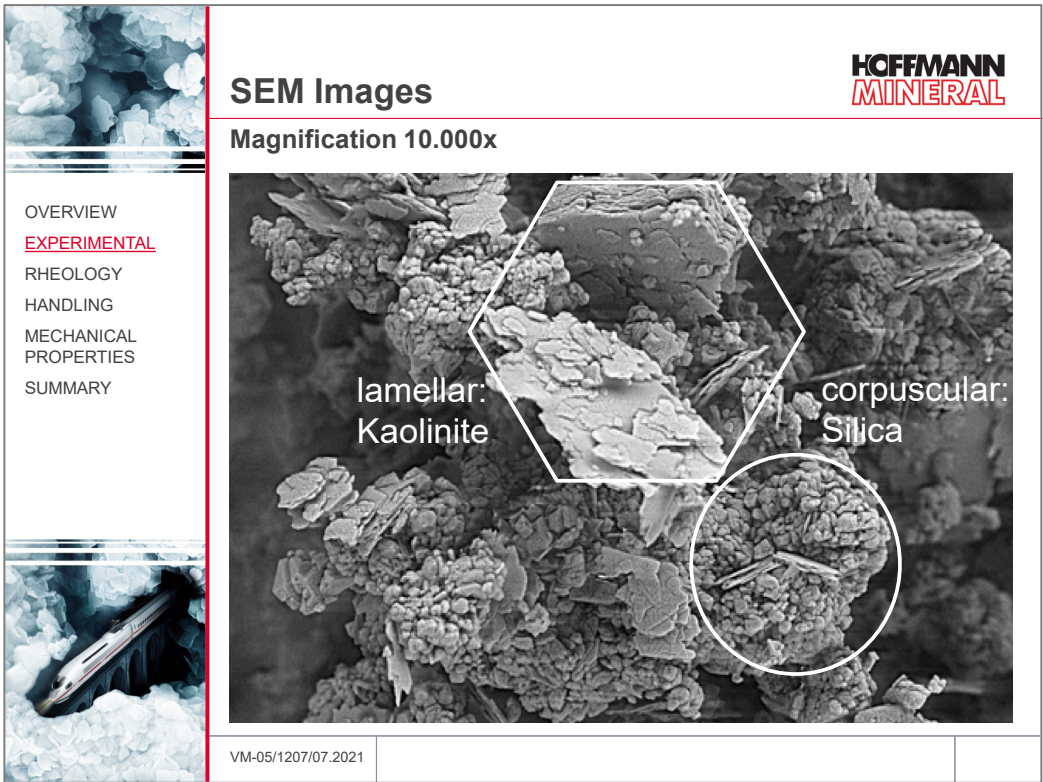 SEM Images
HOFFMANN
MINERAL
Magnification 10.000x
OVERVIEW
EXPERIMENTAL
RHEOLOGY
HANDLING
MECHANICAL
PROPERTIES
SUMMARY
lamellar:
Kaolinite
corpuscular:
Silica
VM-05/1207/07.2021